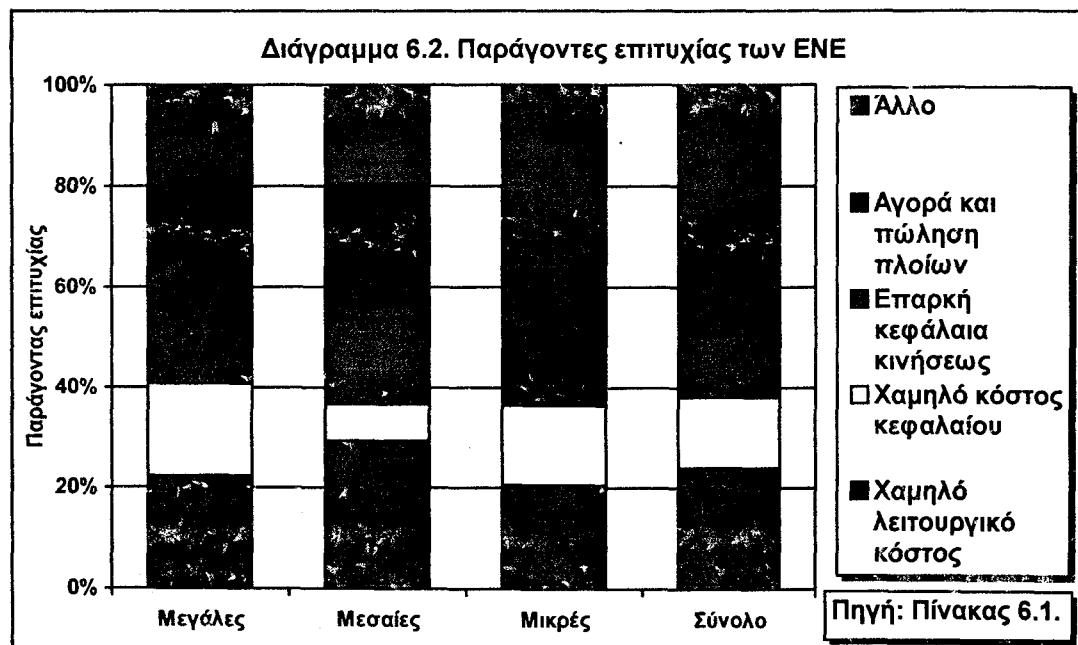 Διάγραμμα 6.2. Παράγοντες επιτυχίας των ΕΝΕ
Παράγοντας επιτυχίας
100%
80%
60%
40%
20%
0%
Μεγάλες
Μεσαίες
Μικρές
Σύνολο
Άλλο
Αγορά και
πώληση
πλοίων
Επαρκή
κεφάλαια
κινήσεως
Χαμηλό κόστος
κεφαλαίου
Χαμηλό
λειτουργικό
κόστος
Πηγή: Πίνακας 6.1.